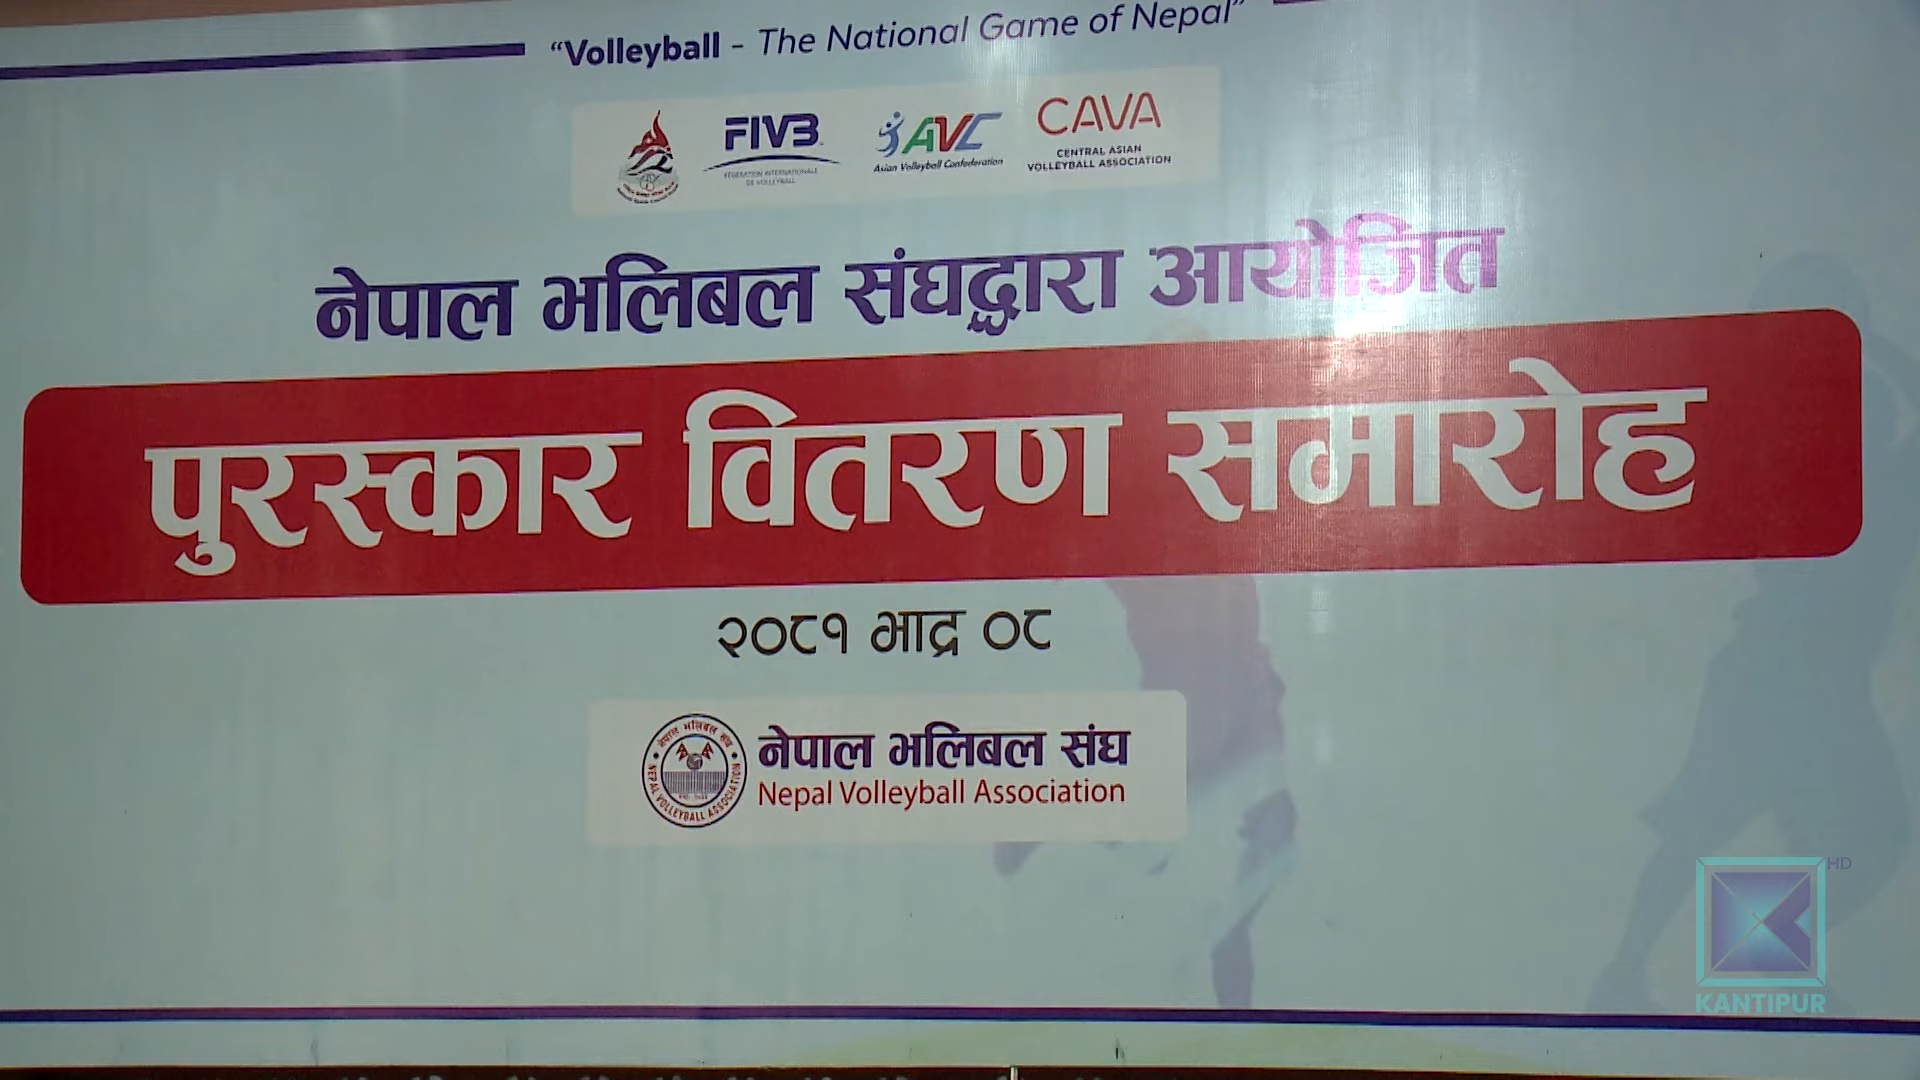 “Volleyball - The National Game of Nepal”
FIVB
FÉDÉRATION INTERNATIONALE
DE VOLLEYBALL
AVC
Asian Volleyball Confederation
CAVA
CENTRAL ASIAN
VOLLEYBALL ASSOCIATION
नेपाल भलिबल संघद्वारा आयोजित
पुरस्कार वितरण समारोह
२०८१ भाद्र ०८
नेपाल भलिबल संघ
NEPAL VOLLEYBALL ASSOCIATION
नेपाल भलिबल संघ
Nepal Volleyball Association
HD
KANTIPUR